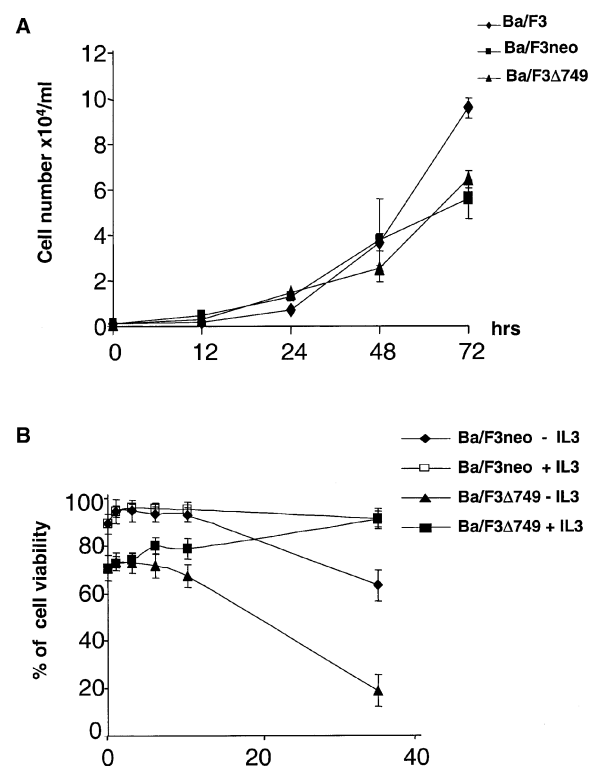 A
Ba/F3
Ba/F3neo
Ba/F3Δ749
Cell number x10⁴/ml
12
10
8
6
4
2
0
0 12 24 48 72 hrs
B
Ba/F3neo - IL3
Ba/F3neo + IL3
Ba/F3Δ749 - IL3
Ba/F3Δ749 + IL3
% of cell viability
100
80
60
40
20
0
0 20 40